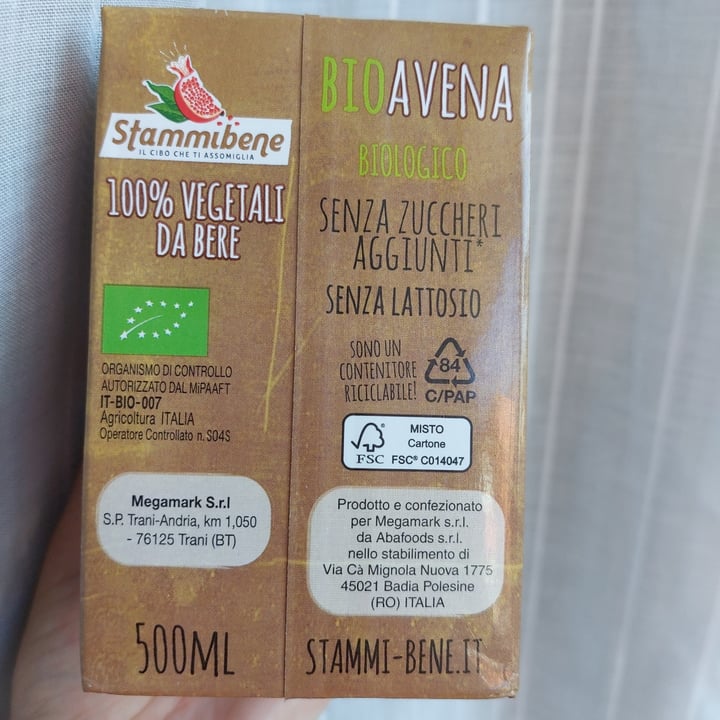 Stammibene
IL CIBO CHE TI ASSOMIGLIA
100% VEGETALI
DA BERE
ORGANISMO DI CONTROLLO
AUTORIZZATO DAL MiPAAFT
IT-BIO-007
Agricoltura ITALIA
Operatore Controllato n. S04S
Megamark S.r.l
S.P. Trani-Andria, km 1,050
- 76125 Trani (BT)
500ML
BIOAVENA
BIOLOGICO
SENZA ZUCCHERI
AGGIUNTI*
SENZA LATTOSIO
SONO UN
CONTENITORE
RICICLABILE!
84
C/PAP
FSC
MISTO
Cartone
FSC® C014047
Prodotto e confezionato
per Megamark s.r.l.
da Abafoods s.r.l.
nello stabilimento di
Via Cà Mignola Nuova 1775
45021 Badia Polesine
(RO) ITALIA
STAMMI-BENE.IT